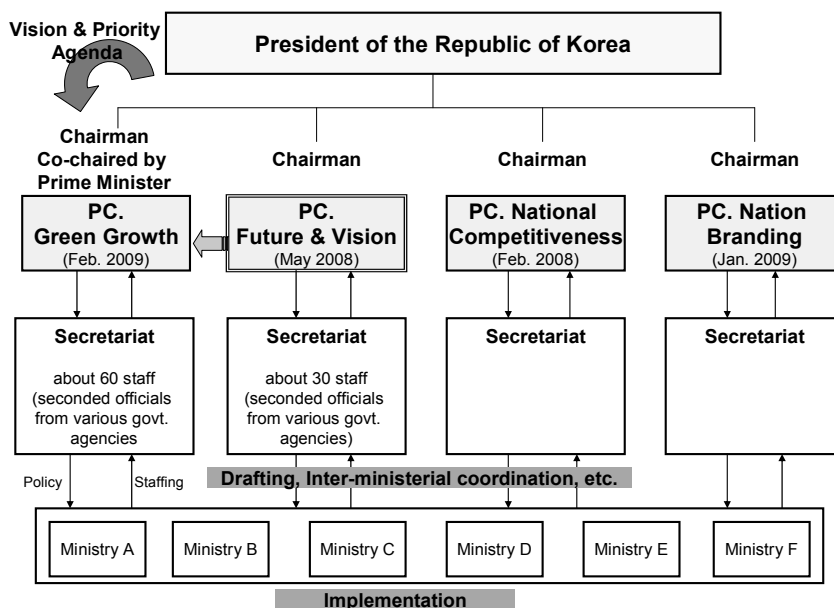 Vision & Priority
Agenda
President of the Republic of Korea
Chairman
Co-chaired by
Prime Minister
Chairman
Chairman
Chairman
PC.
Green Growth
(Feb. 2009)
PC.
Future & Vision
(May 2008)
PC. National
Competitiveness
(Feb. 2008)
PC. Nation
Branding
(Jan. 2009)
Secretariat
about 60 staff
(seconded officials
from various govt.
agencies
Secretariat
about 30 staff
(seconded officials
from various govt.
agencies)
Secretariat
Secretariat
Policy
Staffing
Drafting, Inter-ministerial coordination, etc.
Ministry A
Ministry B
Ministry C
Ministry D
Ministry E
Ministry F
Implementation